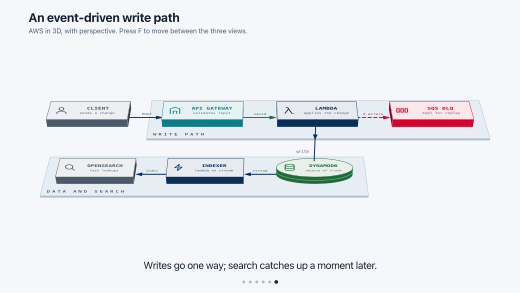 An event-driven write path
AWS in 3D, with perspective. Press F to move between the three views.
CLIENT
sends a change
API GATEWAY
validates input
valid
LAMBDA
applies the change
SQS DLQ
kept for replay
WRITE PATH
write
OPENSEARCH
INDEXER
lambda on stream
stream
DYNAMODB
source of truth
DATA AND SEARCH
Writes go one way; search catches up a moment later.